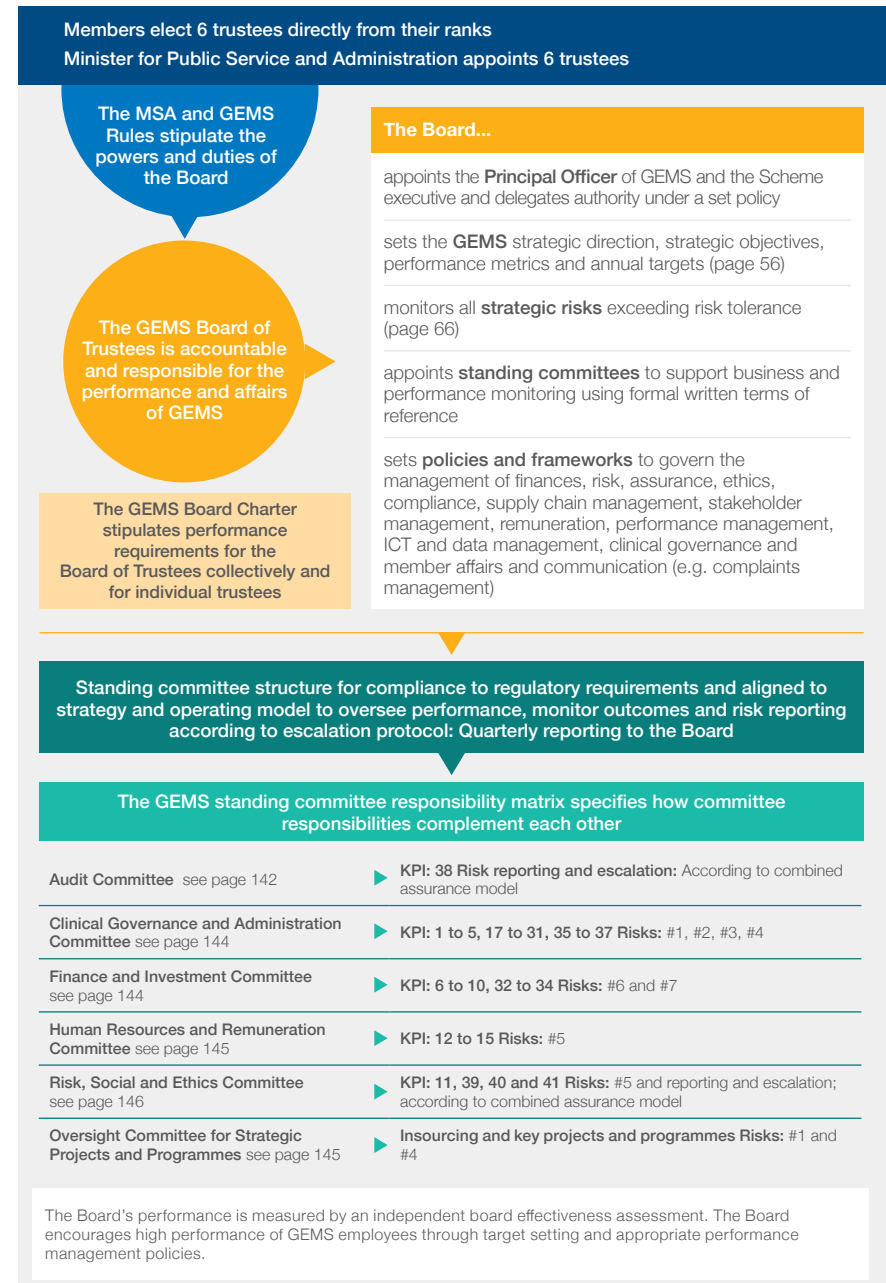 Members elect 6 trustees directly from their ranks
Minister for Public Service and Administration appoints 6 trustees
The MSA and GEMS
Rules stipulate the
powers and duties of
the Board
The GEMS Board of
Trustees is accountable
and responsible for the
performance and affairs
of GEMS
The GEMS Board Charter
stipulates performance
requirements for the
Board of Trustees collectively and
for individual trustees
The Board...
appoints the Principal Officer of GEMS and the Scheme
executive and delegates authority under a set policy
sets the GEMS strategic direction, strategic objectives,
performance metrics and annual targets (page 56)
monitors all strategic risks exceeding risk tolerance
(page 66)
appoints standing committees to support business and
performance monitoring using formal written terms of
reference
sets policies and frameworks to govern the
management of finances, risk, assurance, ethics,
compliance, supply chain management, stakeholder
management, remuneration, performance management,
ICT and data management, clinical governance and
member affairs and communication (e.g. complaints
management)
Standing committee structure for compliance to regulatory requirements and aligned to
strategy and operating model to oversee performance, monitor outcomes and risk reporting
according to escalation protocol: Quarterly reporting to the Board
The GEMS standing committee responsibility matrix specifies how committee
responsibilities complement each other
Audit Committee see page 142
KPI: 38 Risk reporting and escalation: According to combined
assurance model
Clinical Governance and Administration
Committee see page 144
KPI: 1 to 5, 17 to 31, 35 to 37 Risks: #1, #2, #3, #4
Finance and Investment Committee
see page 144
KPI: 6 to 10, 32 to 34 Risks: #6 and #7
Human Resources and Remuneration
Committee see page 145
KPI: 12 to 15 Risks: #5
Risk, Social and Ethics Committee
see page 146
KPI: 11, 39, 40 and 41 Risks: #5 and reporting and escalation;
according to combined assurance model
Oversight Committee for Strategic
Projects and Programmes see page 145
Insourcing and key projects and programmes Risks: #1 and
#4
The Board's performance is measured by an independent board effectiveness assessment. The Board
encourages high performance of GEMS employees through target setting and appropriate performance
management policies.